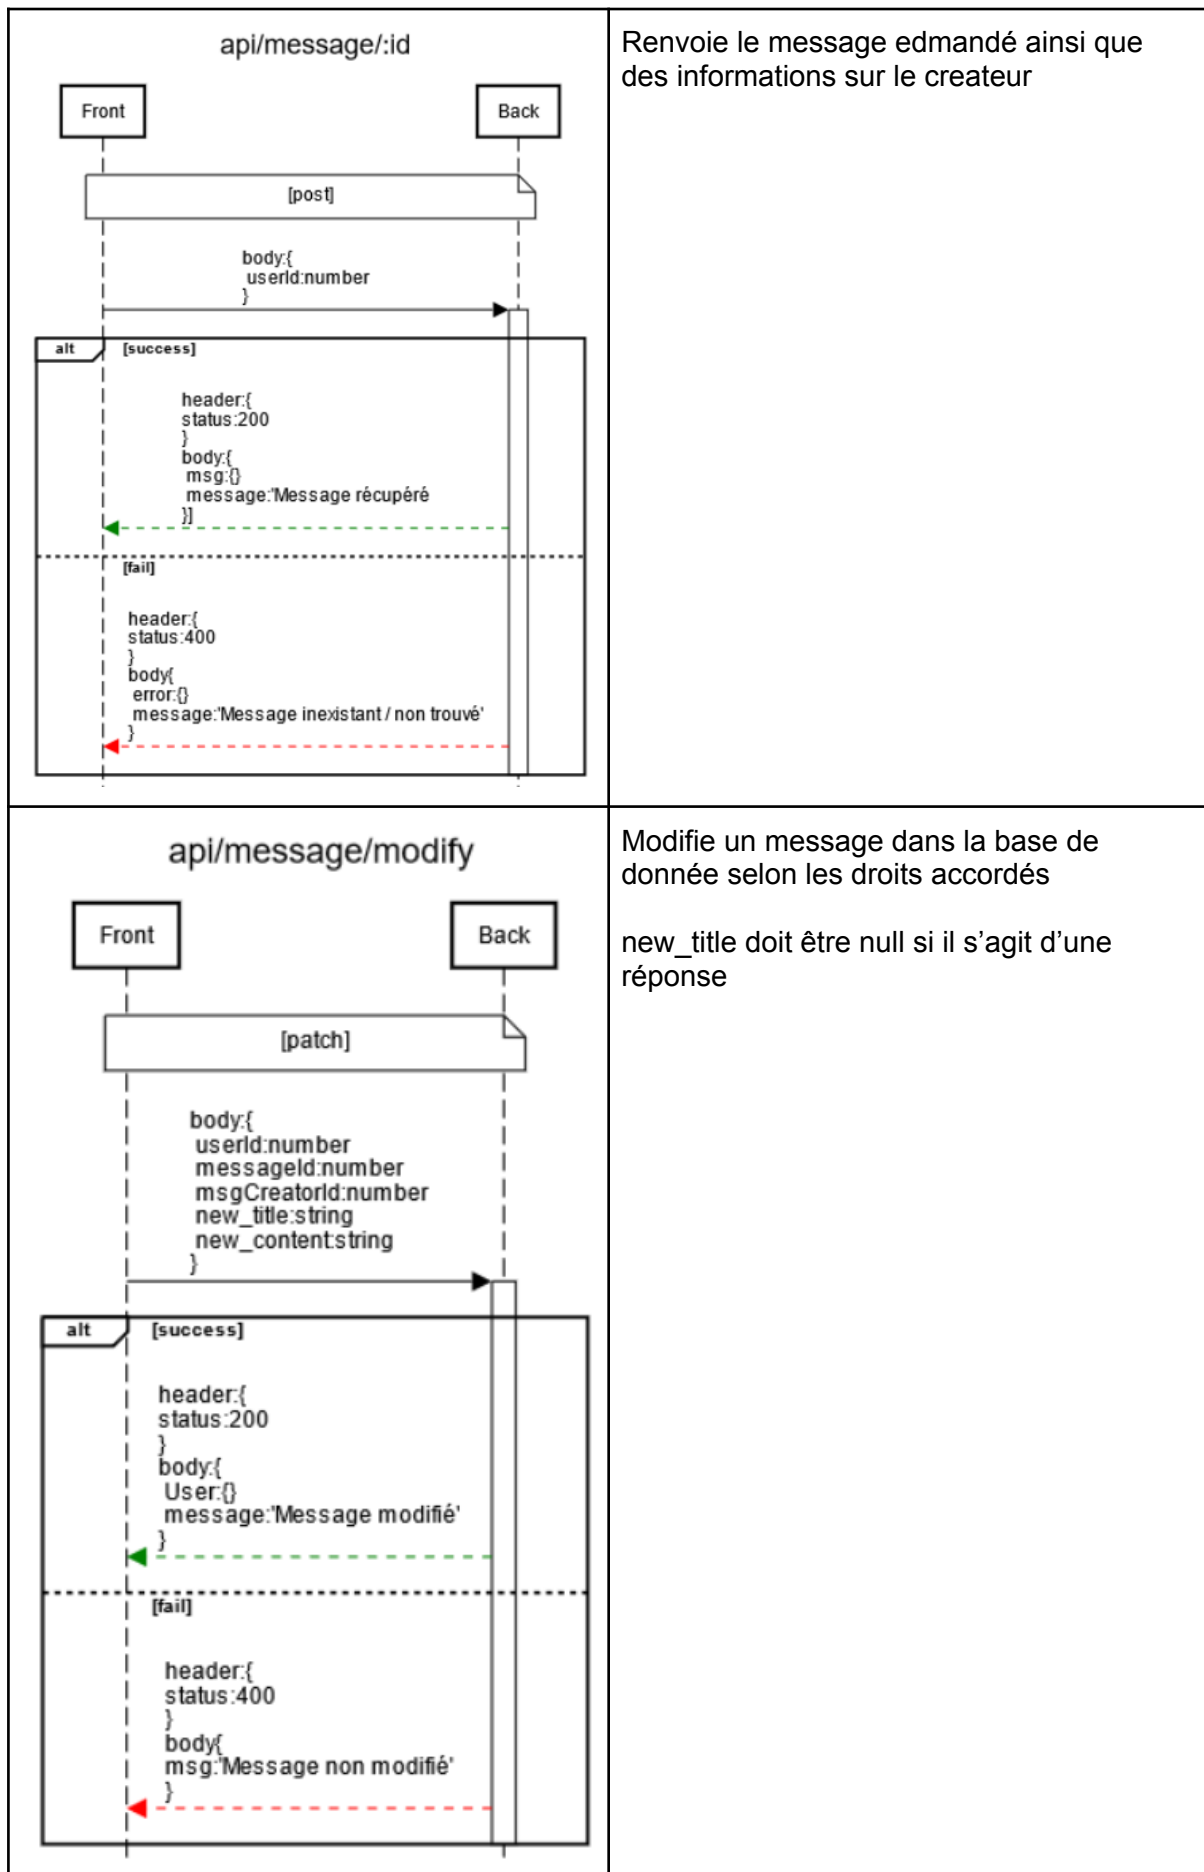 api/message/:id
Front
Back
[post]
body:{
userId:number
}
alt
[success]
header:{
status:200
}
body:{
msg:{}
message:'Message récupéré
}]
[fail]
header:{
status:400
}
body{
error:{}
message:'Message inexistant / non trouvé'
}
Renvoie le message edmandé ainsi que
des informations sur le createur
api/message/modify
Front
Back
[patch]
body:{
userId:number
messageId:number
msgCreatorId:number
new_title:string
new_content:string
}
alt
[success]
header:{
status:200
}
body:{
User:{}
message:'Message modifié'
}
[fail]
header:{
status:400
}
body{
msg:'Message non modifié'
}
Modifie un message dans la base de
donnée selon les droits accordés
new_title doit être null si il s’agit d’une
réponse